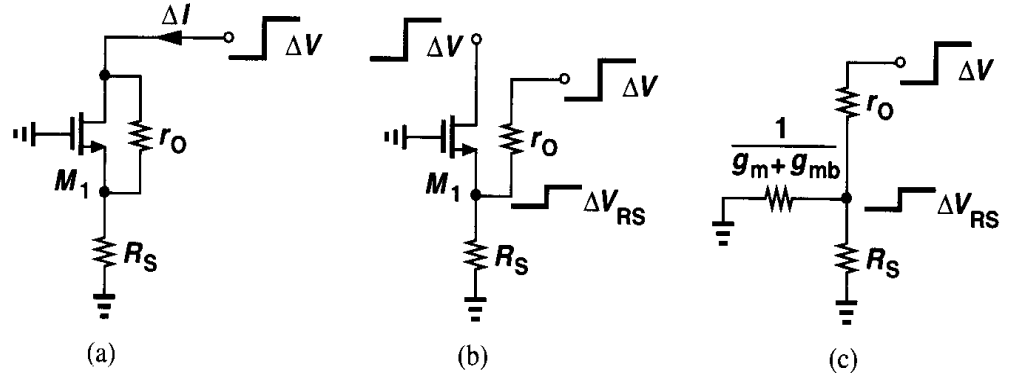 ΔI
ΔV
rO
M1
RS
(a)
ΔV
ΔV
rO
M1
ΔVRS
RS
(b)
ΔV
rO
1
gm + gmb
ΔVRS
RS
(c)